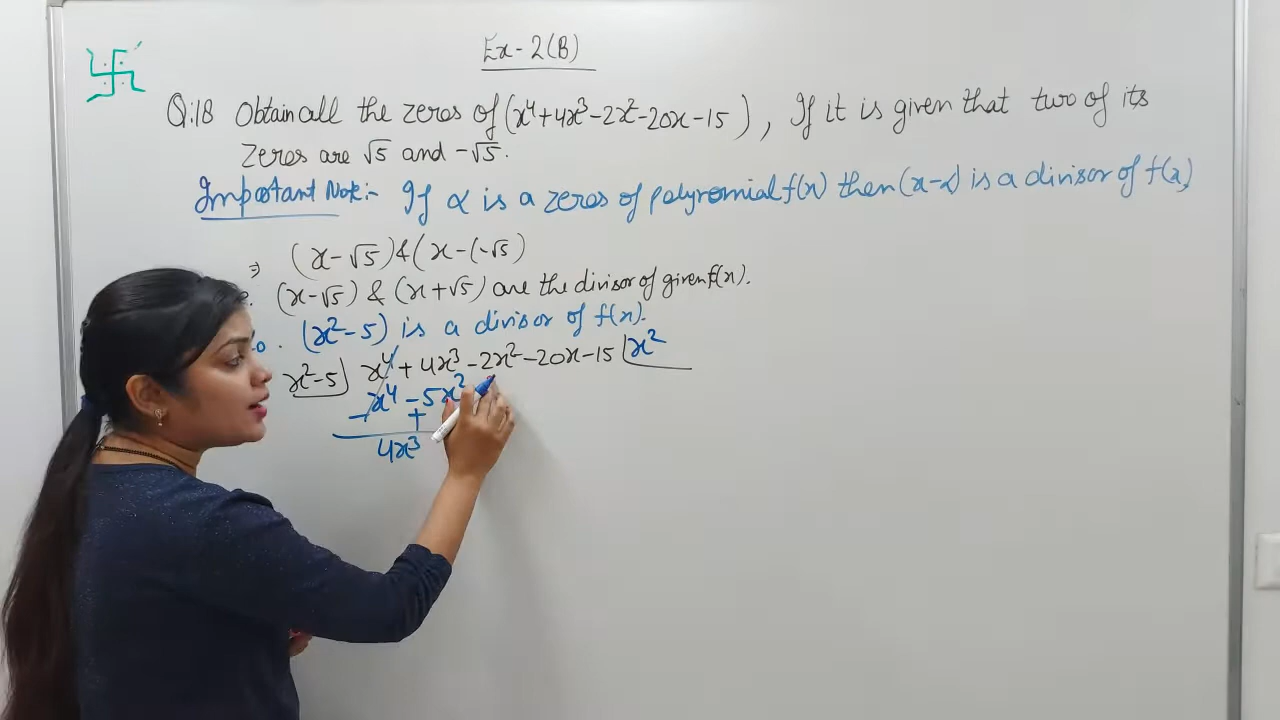 Ex-2(B)
Q:18 Obtain all the zeros of (x⁴+4x³-2x²-20x-15), If it is given that two of its
zeres are √5 and -√5.
Important Note:- If α is a zeros of polynomial f(x) then (x-α) is a divisor of f(x)
⇒ (x-√5) & (x-(-√5)
(x-√5) & (x+√5) are the divisor of given f(x).
(x²-5) is a divisor of f(x).
x²-5) x⁴+4x³-2x²-20x-15 (x²
x⁴-5x²
- +
4x³